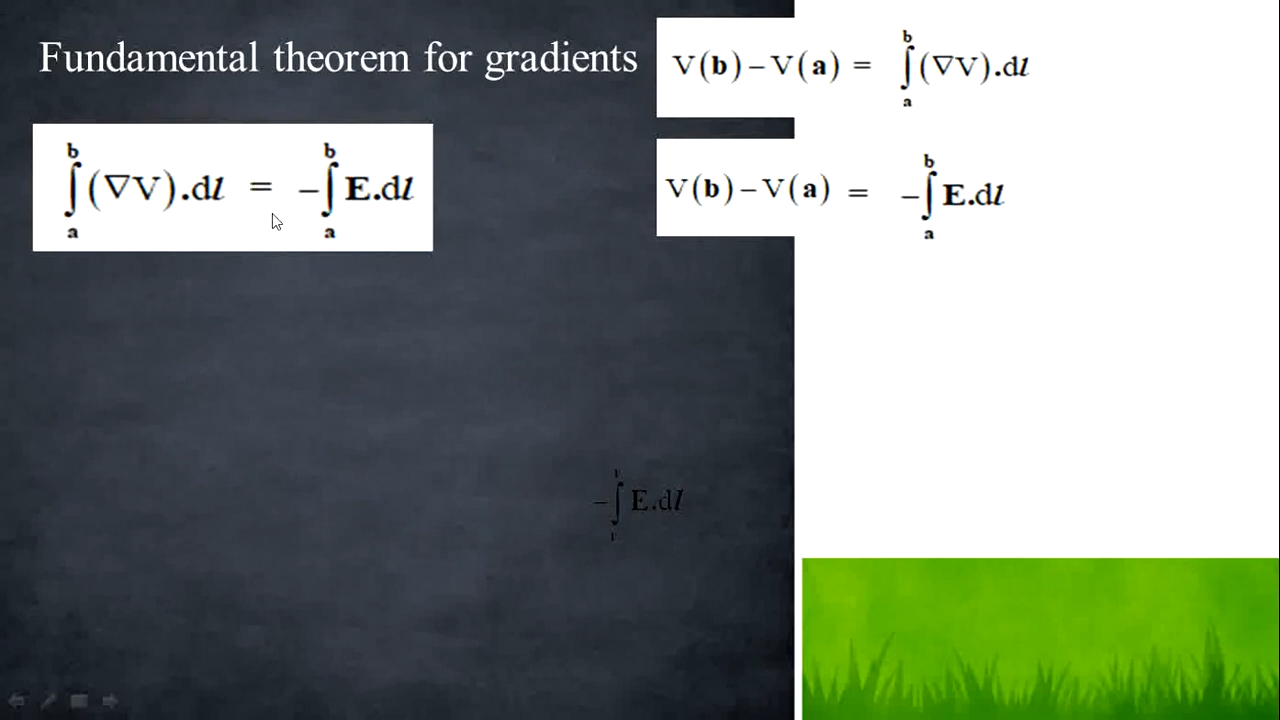 Fundamental theorem for gradients
V(b) – V(a) = ∫ₐᵇ (∇V).dl
∫ₐᵇ (∇V).dl = –∫ₐᵇ E.dl
V(b) – V(a) = –∫ₐᵇ E.dl
–∫ E.dl